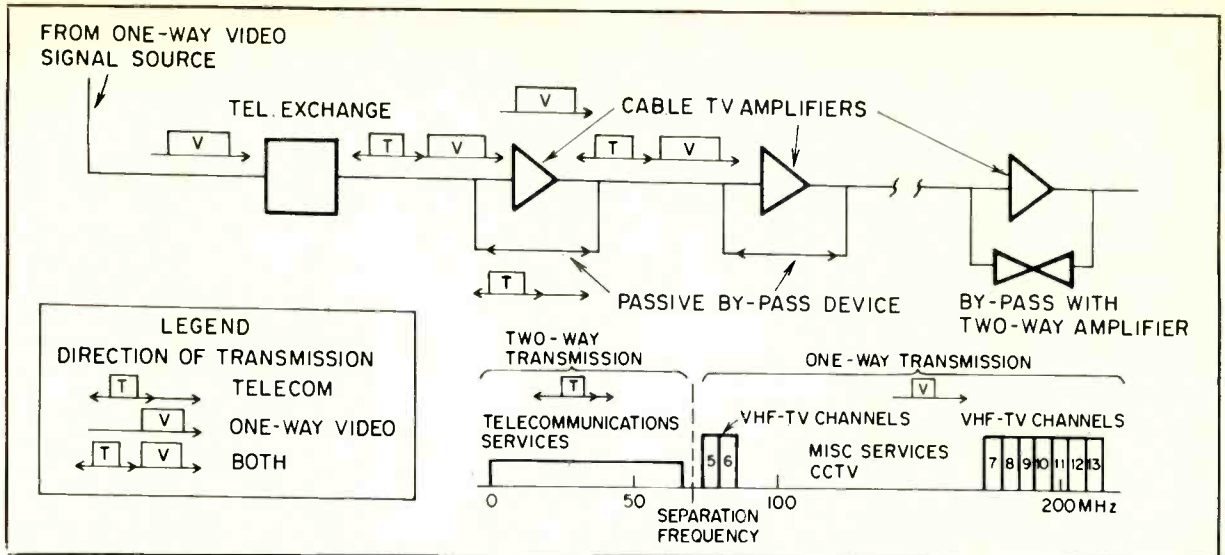 FROM ONE-WAY VIDEO
SIGNAL SOURCE
V
TEL. EXCHANGE
V
T
V
CABLE TV AMPLIFIERS
T
V
T
PASSIVE BY-PASS DEVICE
BY-PASS WITH
TWO-WAY AMPLIFIER
LEGEND
DIRECTION OF TRANSMISSION
T
TELECOM
V
ONE-WAY VIDEO
T
V
BOTH
TWO-WAY
TRANSMISSION
T
TELECOMMUNICATIONS
SERVICES
0
50
SEPARATION
FREQUENCY
ONE-WAY TRANSMISSION
V
VHF-TV CHANNELS
5 6
MISC SERVICES
CCTV
VHF-TV CHANNELS
7 8 9 10 11 12 13
100
200 MHz